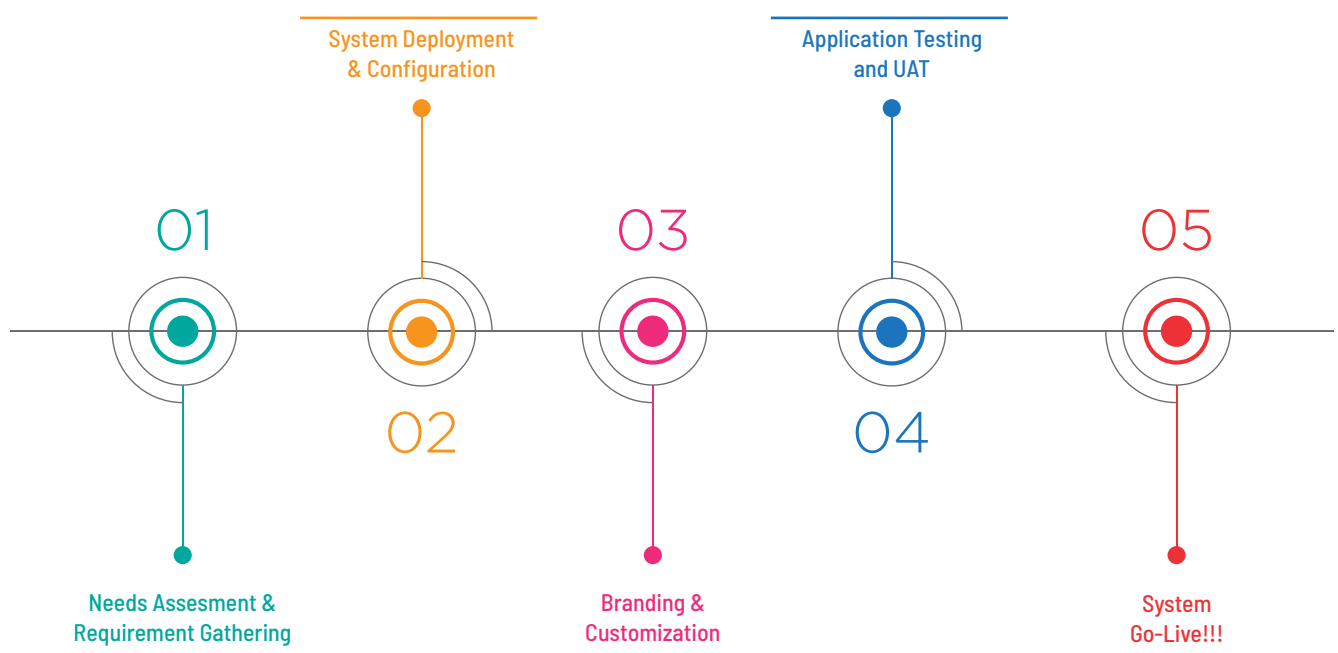 01
Needs Assesment &
Requirement Gathering
System Deployment
& Configuration
02
03
Branding &
Customization
Application Testing
and UAT
04
05
System
Go-Live!!!